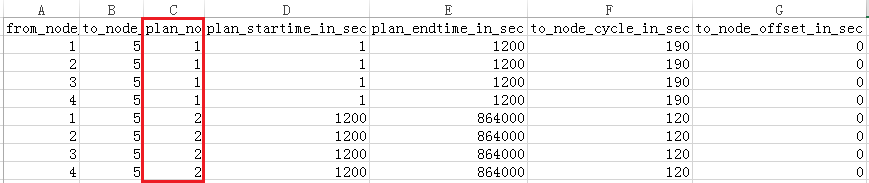 A B C D E F G
from_node to_node_ plan_no plan_startime_in_sec plan_endtime_in_sec to_node_cycle_in_sec to_node_offset_in_sec
1 5 1 1 1200 190 0
2 5 1 1 1200 190 0
3 5 1 1 1200 190 0
4 5 1 1 1200 190 0
1 5 2 1200 864000 120 0
2 5 2 1200 864000 120 0
3 5 2 1200 864000 120 0
4 5 2 1200 864000 120 0